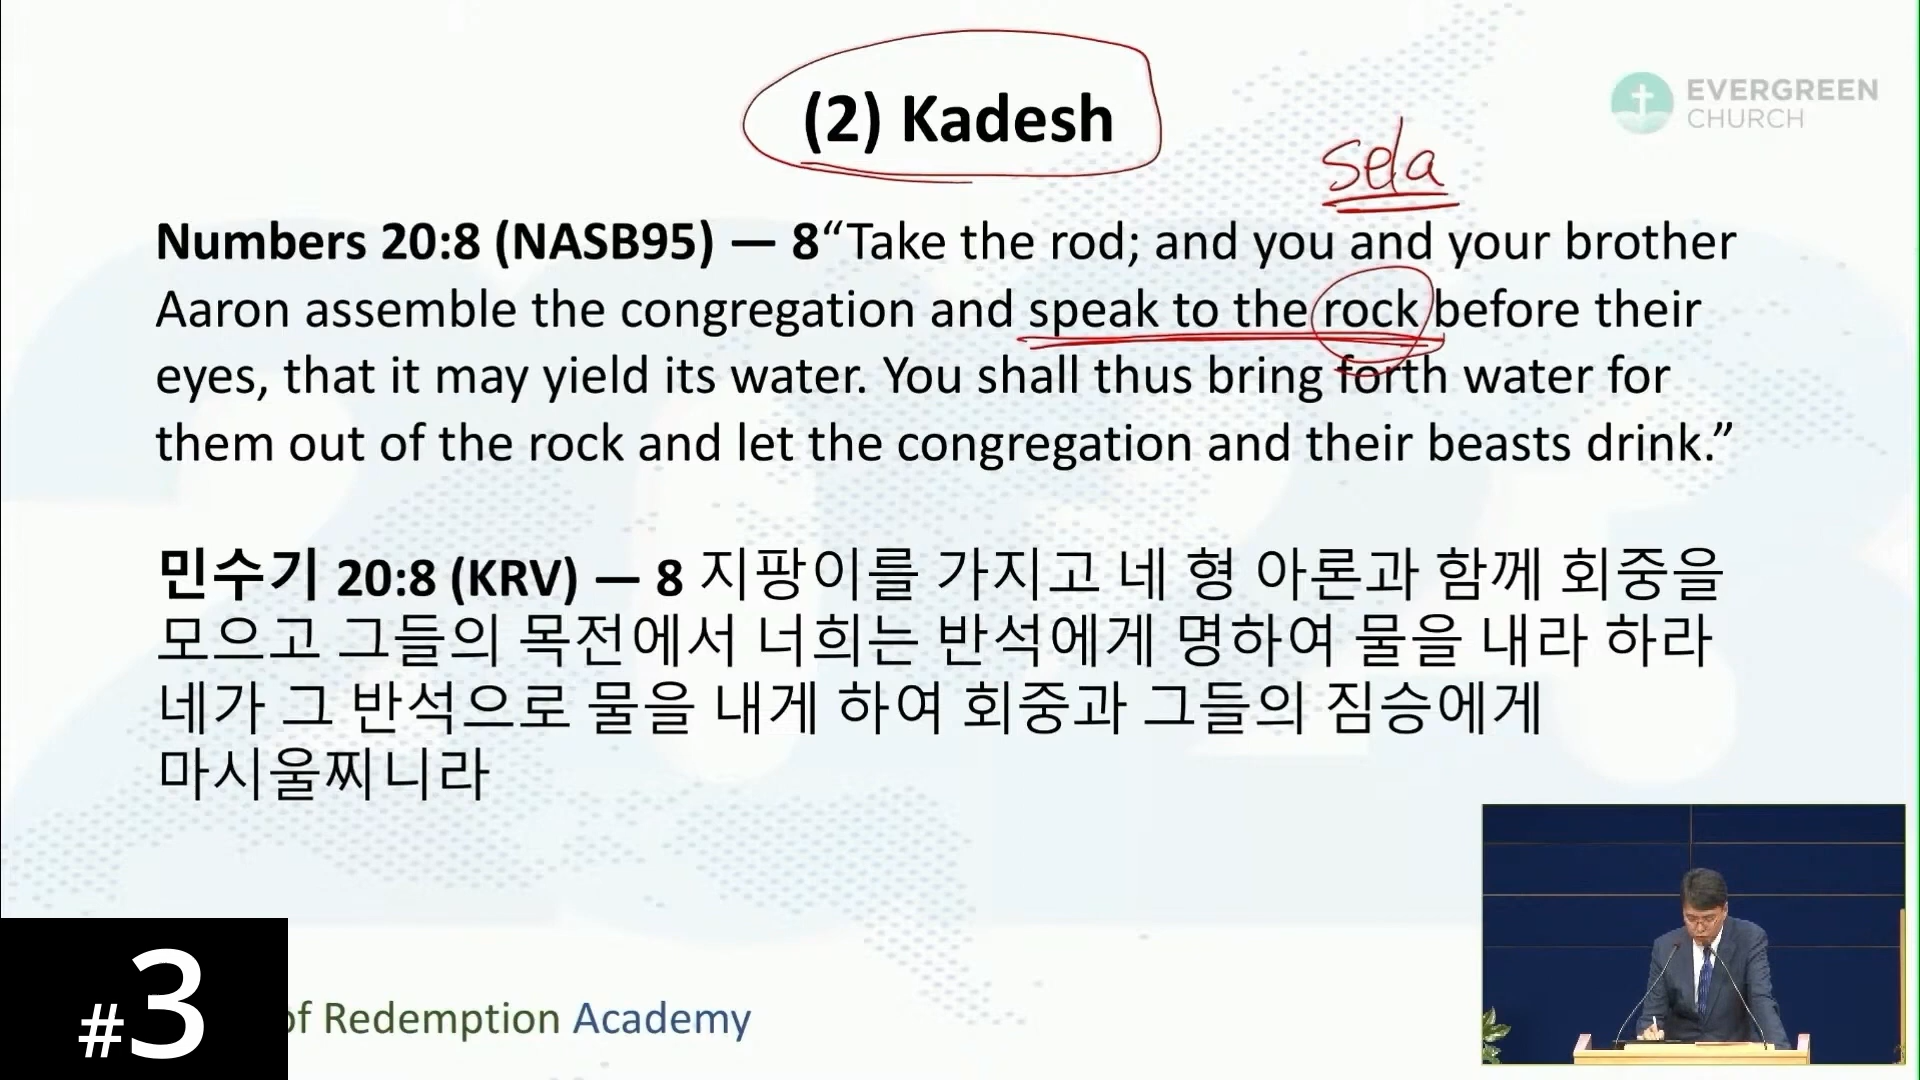 (2) Kadesh
EVERGREEN
CHURCH
sela
Numbers 20:8 (NASB95) — 8“Take the rod; and you and your brother
Aaron assemble the congregation and speak to the rock before their
eyes, that it may yield its water. You shall thus bring forth water for
them out of the rock and let the congregation and their beasts drink.”
민수기 20:8 (KRV) — 8 지팡이를 가지고 네 형 아론과 함께 회중을
모으고 그들의 목전에서 너희는 반석에게 명하여 물을 내라 하라
네가 그 반석으로 물을 내게 하여 회중과 그들의 짐승에게
마시울찌니라
#3
of Redemption Academy